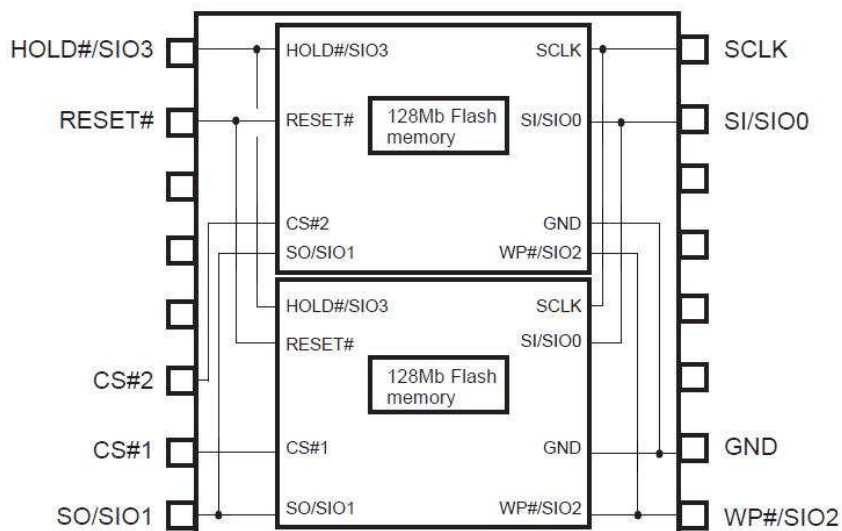 HOLD#/SIO3
RESET#
CS#2
CS#1
SO/SIO1
HOLD#/SIO3
RESET#
CS#2
SO/SIO1
128Mb Flash
memory
SCLK
SI/SIO0
GND
WP#/SIO2
HOLD#/SIO3
RESET#
CS#1
SO/SIO1
128Mb Flash
memory
SCLK
SI/SIO0
GND
WP#/SIO2
SCLK
SI/SIO0
GND
WP#/SIO2